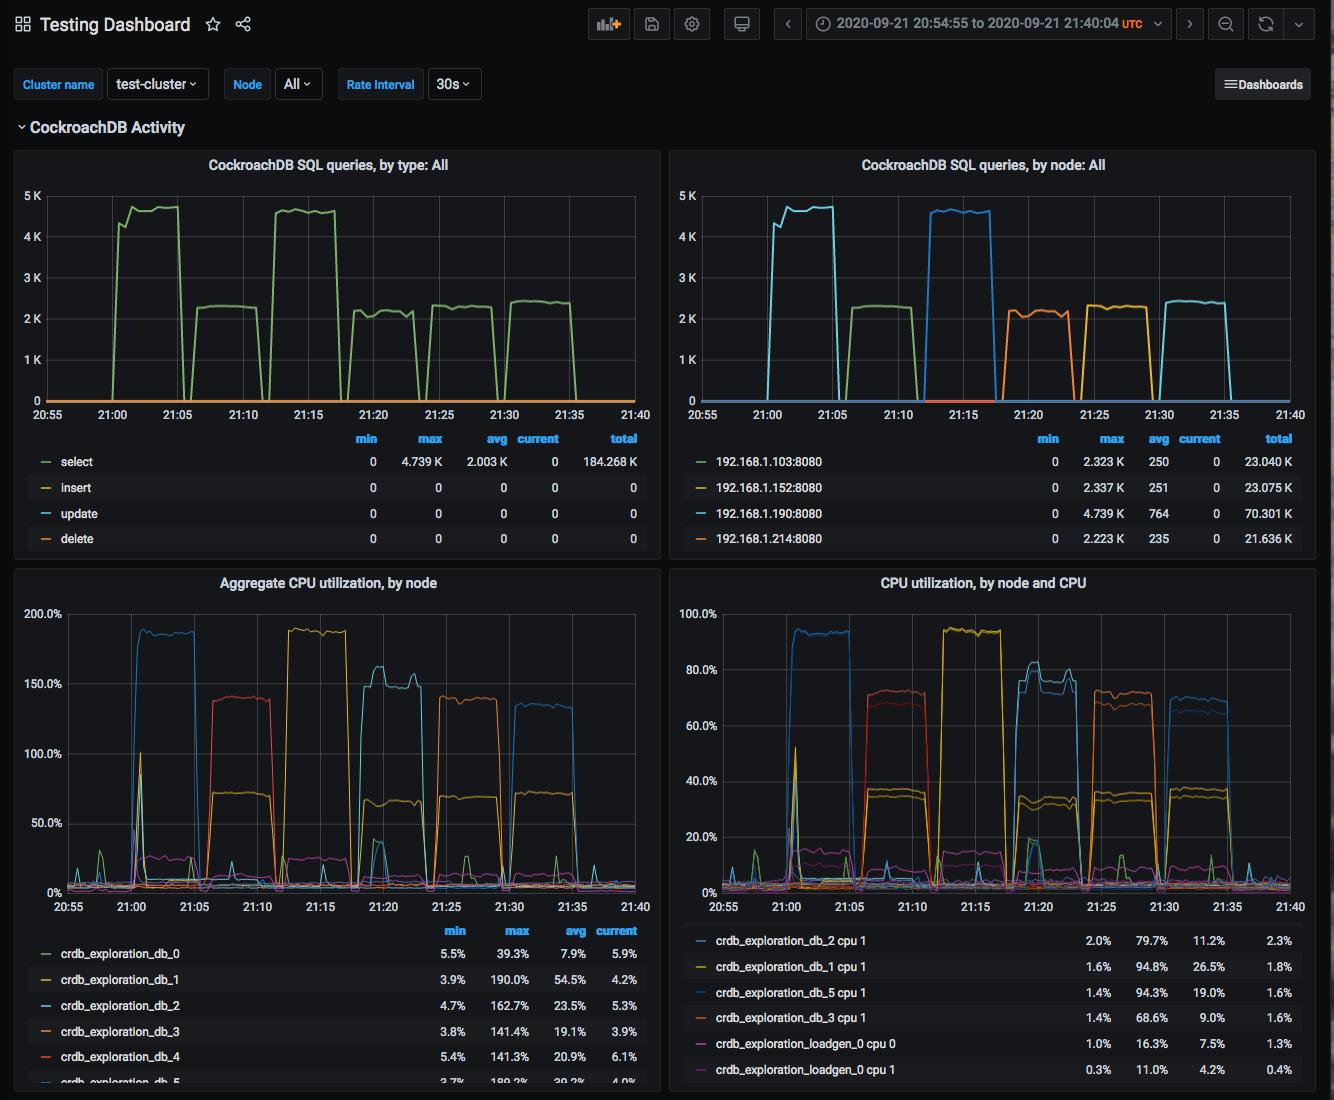 Testing Dashboard
2020-09-21 20:54:55 to 2020-09-21 21:40:04 UTC
Cluster name test-cluster Node All Rate Interval 30s Dashboards
CockroachDB Activity
CockroachDB SQL queries, by type: All
5 K
4 K
3 K
2 K
1 K
0
20:55 21:00 21:05 21:10 21:15 21:20 21:25 21:30 21:35 21:40
min max avg current total
select 0 4.739 K 2.003 K 0 184.268 K
insert 0 0 0 0 0
update 0 0 0 0 0
delete 0 0 0 0 0
CockroachDB SQL queries, by node: All
5 K
4 K
3 K
2 K
1 K
0
20:55 21:00 21:05 21:10 21:15 21:20 21:25 21:30 21:35 21:40
min max avg current total
192.168.1.103:8080 0 2.323 K 250 0 23.040 K
192.168.1.152:8080 0 2.337 K 251 0 23.075 K
192.168.1.190:8080 0 4.739 K 764 0 70.301 K
192.168.1.214:8080 0 2.223 K 235 0 21.636 K
Aggregate CPU utilization, by node
200.0%
150.0%
100.0%
50.0%
0%
20:55 21:00 21:05 21:10 21:15 21:20 21:25 21:30 21:35 21:40
min max avg current
crdb_exploration_db_0 5.5% 39.3% 7.9% 5.9%
crdb_exploration_db_1 3.9% 190.0% 54.5% 4.2%
crdb_exploration_db_2 4.7% 162.7% 23.5% 5.3%
crdb_exploration_db_3 3.8% 141.4% 19.1% 3.9%
crdb_exploration_db_4 5.4% 141.3% 20.9% 6.1%
crdb_exploration_db_5 3.7% 189.2% 39.2% 4.0%
CPU utilization, by node and CPU
100.0%
80.0%
60.0%
40.0%
20.0%
0%
20:55 21:00 21:05 21:10 21:15 21:20 21:25 21:30 21:35 21:40
crdb_exploration_db_2 cpu 1 2.0% 79.7% 11.2% 2.3%
crdb_exploration_db_1 cpu 1 1.6% 94.8% 26.5% 1.8%
crdb_exploration_db_5 cpu 1 1.4% 94.3% 19.0% 1.6%
crdb_exploration_db_3 cpu 1 1.4% 68.6% 9.0% 1.6%
crdb_exploration_loadgen_0 cpu 0 1.0% 16.3% 7.5% 1.3%
crdb_exploration_loadgen_0 cpu 1 0.3% 11.0% 4.2% 0.4%